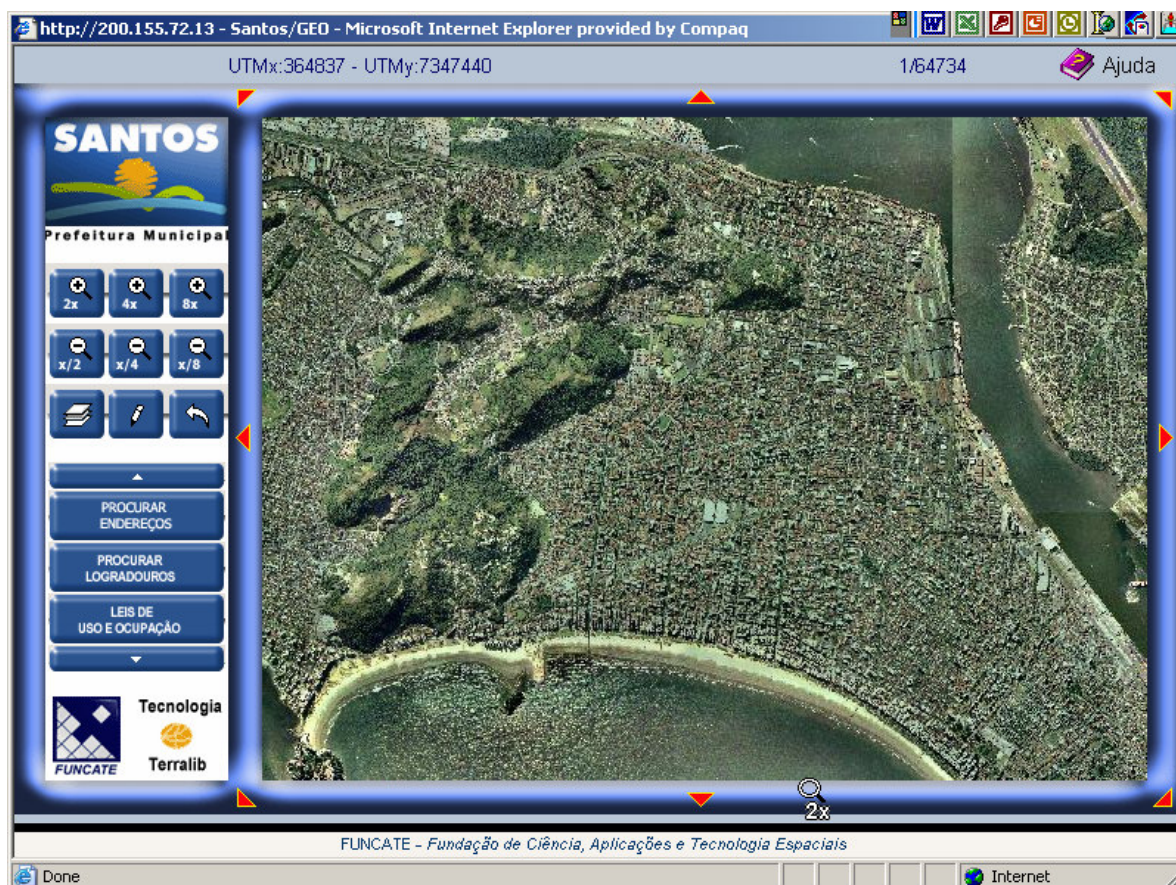 http://200.155.72.13 - Santos/GEO - Microsoft Internet Explorer provided by Compaq
UTMx:364837 - UTMy:7347440
1/64734
Ajuda
SANTOS
Prefeitura Municipal
2x
4x
8x
x/2
x/4
x/8
PROCURAR
ENDEREÇOS
PROCURAR
LOGRADOUROS
LEIS DE
USO E OCUPAÇÃO
Tecnologia
Terralib
FUNCATE
2x
FUNCATE - Fundação de Ciência, Aplicações e Tecnologia Espaciais
Done
Internet